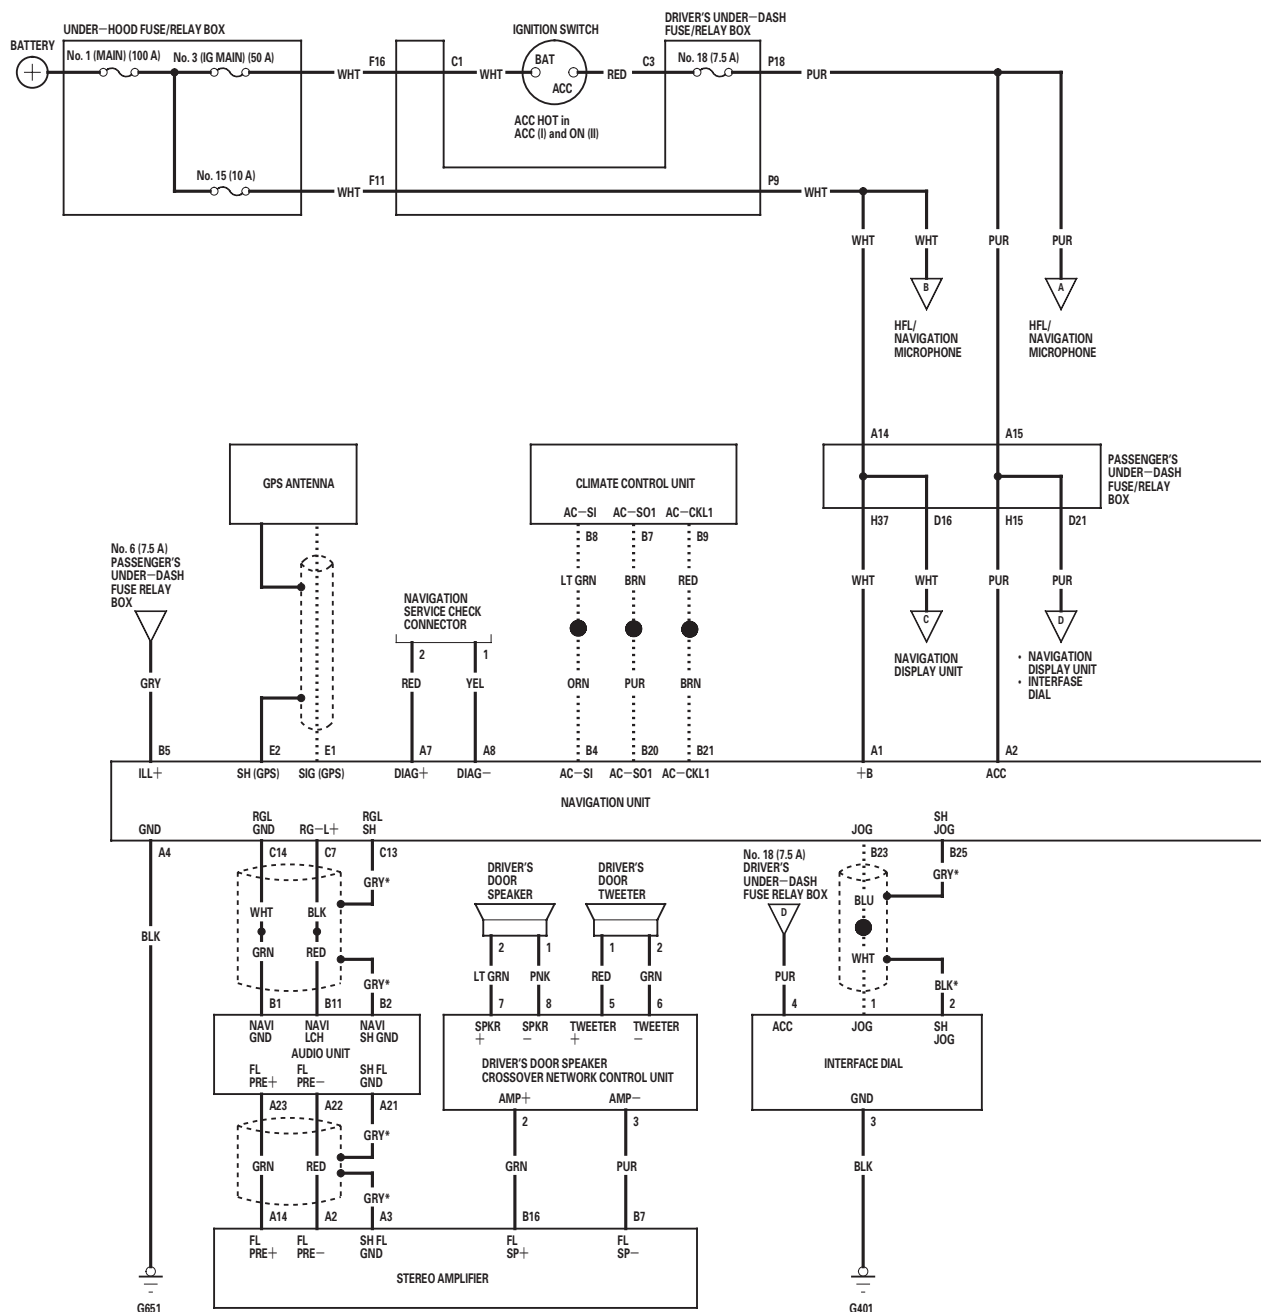 UNDER–HOOD FUSE/RELAY BOX
IGNITION SWITCH
DRIVER'S UNDER–DASH
FUSE/RELAY BOX
BATTERY
No. 1 (MAIN) (100 A)
No. 3 (IG MAIN) (50 A)
BAT
No. 18 (7.5 A)
F16
C1
C3
P18
WHT
WHT
RED
PUR
ACC
ACC HOT in
ACC (I) and ON (II)
No. 15 (10 A)
F11
P9
WHT
WHT
WHT
WHT
PUR
PUR
B
A
HFL/
NAVIGATION
MICROPHONE
HFL/
NAVIGATION
MICROPHONE
A14
A15
PASSENGER'S
UNDER–DASH
FUSE/RELAY
BOX
GPS ANTENNA
CLIMATE CONTROL UNIT
AC–SI
AC–SO1
AC–CKL1
H37
D16
H15
D21
B8
B7
B9
No. 6 (7.5 A)
PASSENGER'S
UNDER–DASH
FUSE RELAY
BOX
LT GRN
BRN
RED
WHT
WHT
PUR
PUR
NAVIGATION
SERVICE CHECK
CONNECTOR
C
D
2
1
NAVIGATION
DISPLAY UNIT
• NAVIGATION
DISPLAY UNIT
• INTERFASE
DIAL
GRY
RED
YEL
ORN
PUR
BRN
B5
E2
E1
A7
A8
B4
B20
B21
A1
A2
ILL+
SH (GPS)
SIG (GPS)
DIAG+
DIAG–
AC–SI
AC–SO1
AC–CKL1
+B
ACC
NAVIGATION UNIT
GND
RGL
GND
RG–L+
RGL
SH
JOG
SH
JOG
A4
C14
C7
C13
B23
B25
DRIVER'S
DOOR
SPEAKER
DRIVER'S
DOOR
TWEETER
No. 18 (7.5 A)
DRIVER'S
UNDER–DASH
FUSE RELAY BOX
GRY*
GRY*
BLU
WHT
BLK
D
BLK
2
1
1
2
GRN
RED
WHT
GRY*
LT GRN
PNK
RED
GRN
PUR
BLK*
B1
B11
B2
7
8
5
6
4
1
2
NAVI
GND
NAVI
LCH
NAVI
SH GND
SPKR
+
SPKR
–
TWEETER
+
TWEETER
–
ACC
JOG
SH
JOG
AUDIO UNIT
DRIVER'S DOOR SPEAKER
CROSSOVER NETWORK CONTROL UNIT
INTERFACE DIAL
FL
PRE+
FL
PRE–
SH FL
GND
AMP+
AMP–
GND
A23
A22
A21
2
3
3
GRY*
GRN
RED
GRN
PUR
BLK
GRY*
A14
A2
A3
B16
B7
FL
PRE+
FL
PRE–
SH FL
GND
FL
SP+
FL
SP–
STEREO AMPLIFIER
G651
G401